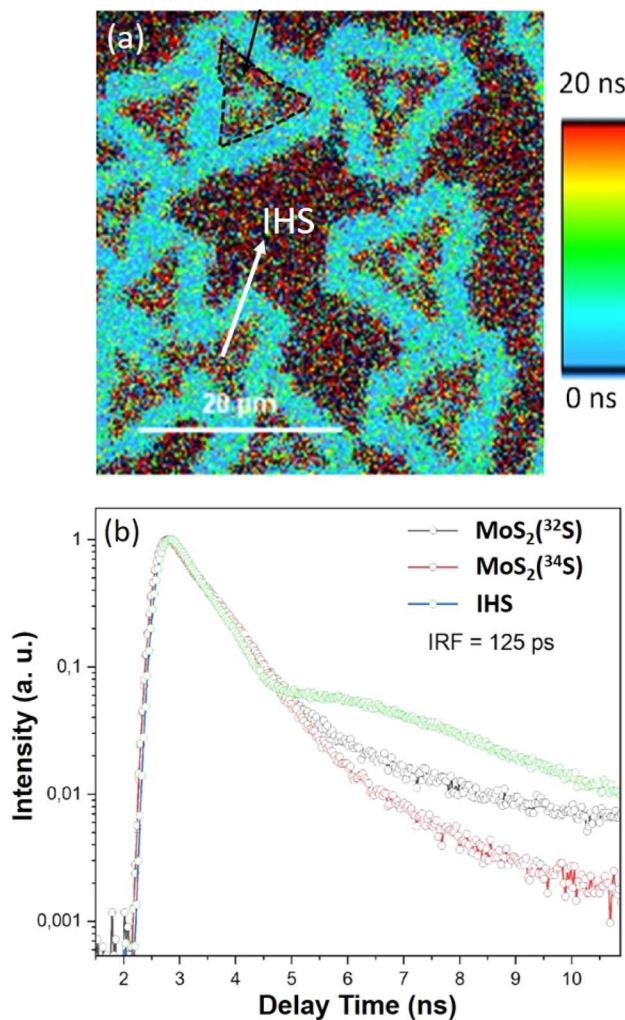 (a)
20 ns
IHS
20 µm
0 ns
(b)
MoS₂(³²S)
MoS₂(³⁴S)
IHS
IRF = 125 ps
1
0,1
0,01
0,001
Intensity (a. u.)
2 3 4 5 6 7 8 9 10
Delay Time (ns)